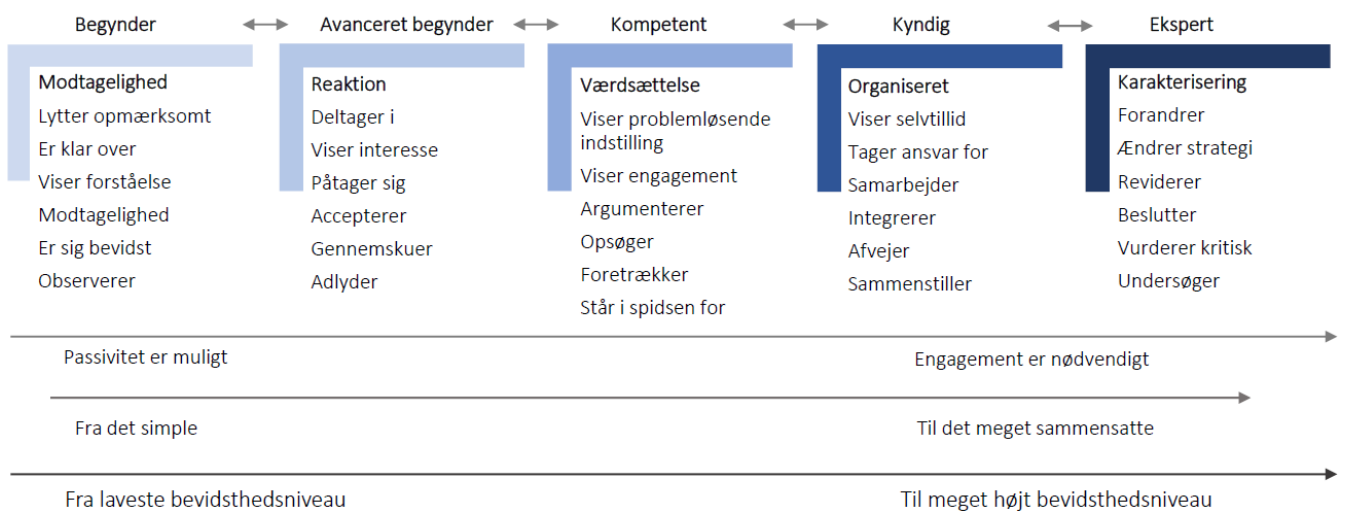 Begynder
Avanceret begynder
Kompetent
Kyndig
Ekspert
Modtagelighed
Lytter opmærksomt
Er klar over
Viser forståelse
Modtagelighed
Er sig bevidst
Observerer
Reaktion
Deltager i
Viser interesse
Påtager sig
Accepterer
Gennemskuer
Adlyder
Værdsættelse
Viser problemløsende
indstilling
Viser engagement
Argumenterer
Opsøger
Foretrækker
Står i spidsen for
Organiseret
Viser selvtillid
Tager ansvar for
Samarbejder
Integrerer
Afvejer
Sammenstiller
Karakterisering
Forandrer
Ændrer strategi
Reviderer
Beslutter
Vurderer kritisk
Undersøger
Passivitet er muligt
Engagement er nødvendigt
Fra det simple
Til det meget sammensatte
Fra laveste bevidsthedsniveau
Til meget højt bevidsthedsniveau